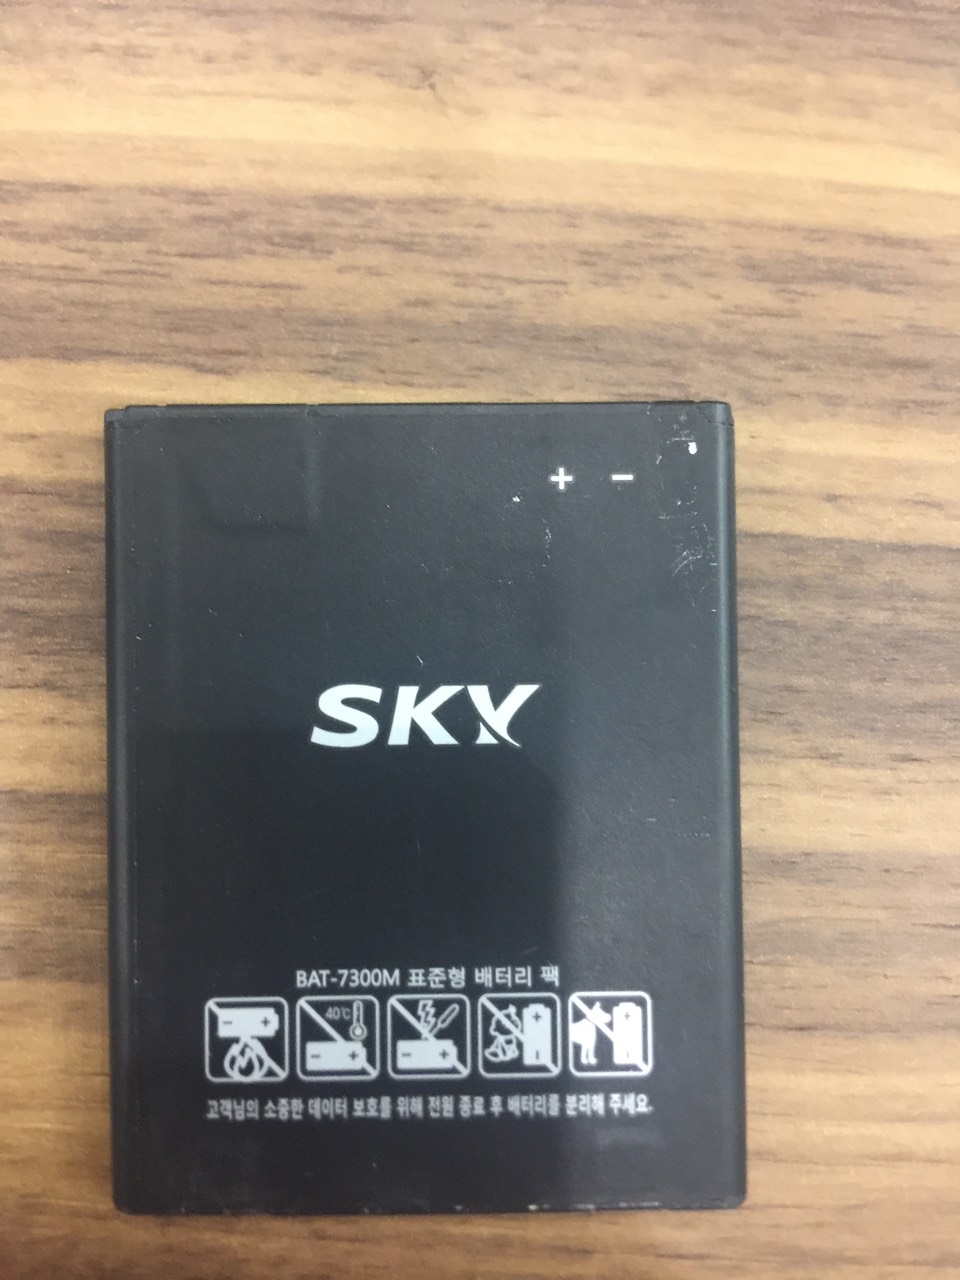 + −
SKY
BAT-7300M 표준형 배터리 팩
40℃
고객님의 소중한 데이터 보호를 위해 전원 종료 후 배터리를 분리해 주세요.